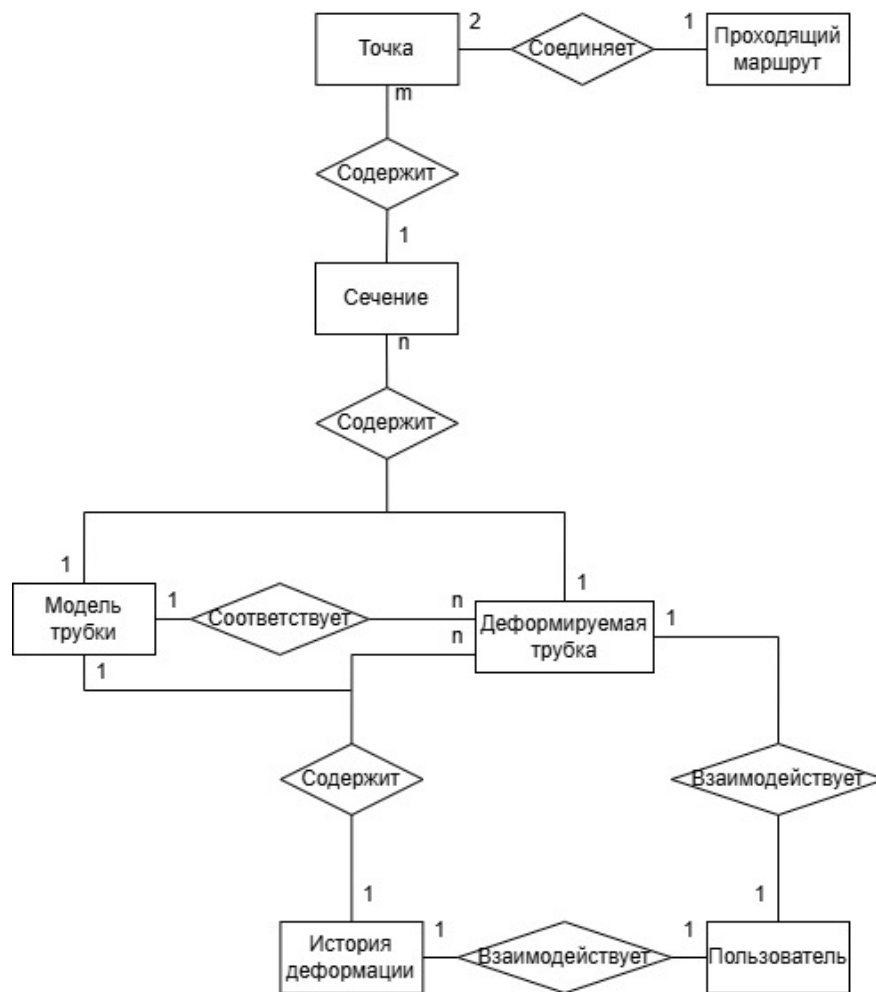 Точка
2
Соединяет
1
Проходящий
маршрут
m
Содержит
1
Сечение
n
Содержит
1
1
Модель
трубки
1
Соответствует
n
n
Деформируемая
трубка
1
1
Содержит
Взаимодействует
1
1
История
деформации
1
Взаимодействует
1
Пользователь